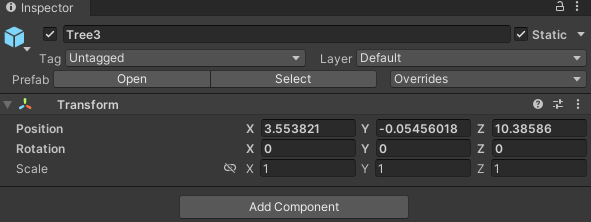 Inspector
Tree3 Static
Tag Untagged Layer Default
Prefab Open Select Overrides
Transform
Position X 3.553821 Y -0.05456018 Z 10.38586
Rotation X 0 Y 0 Z 0
Scale X 1 Y 1 Z 1
Add Component